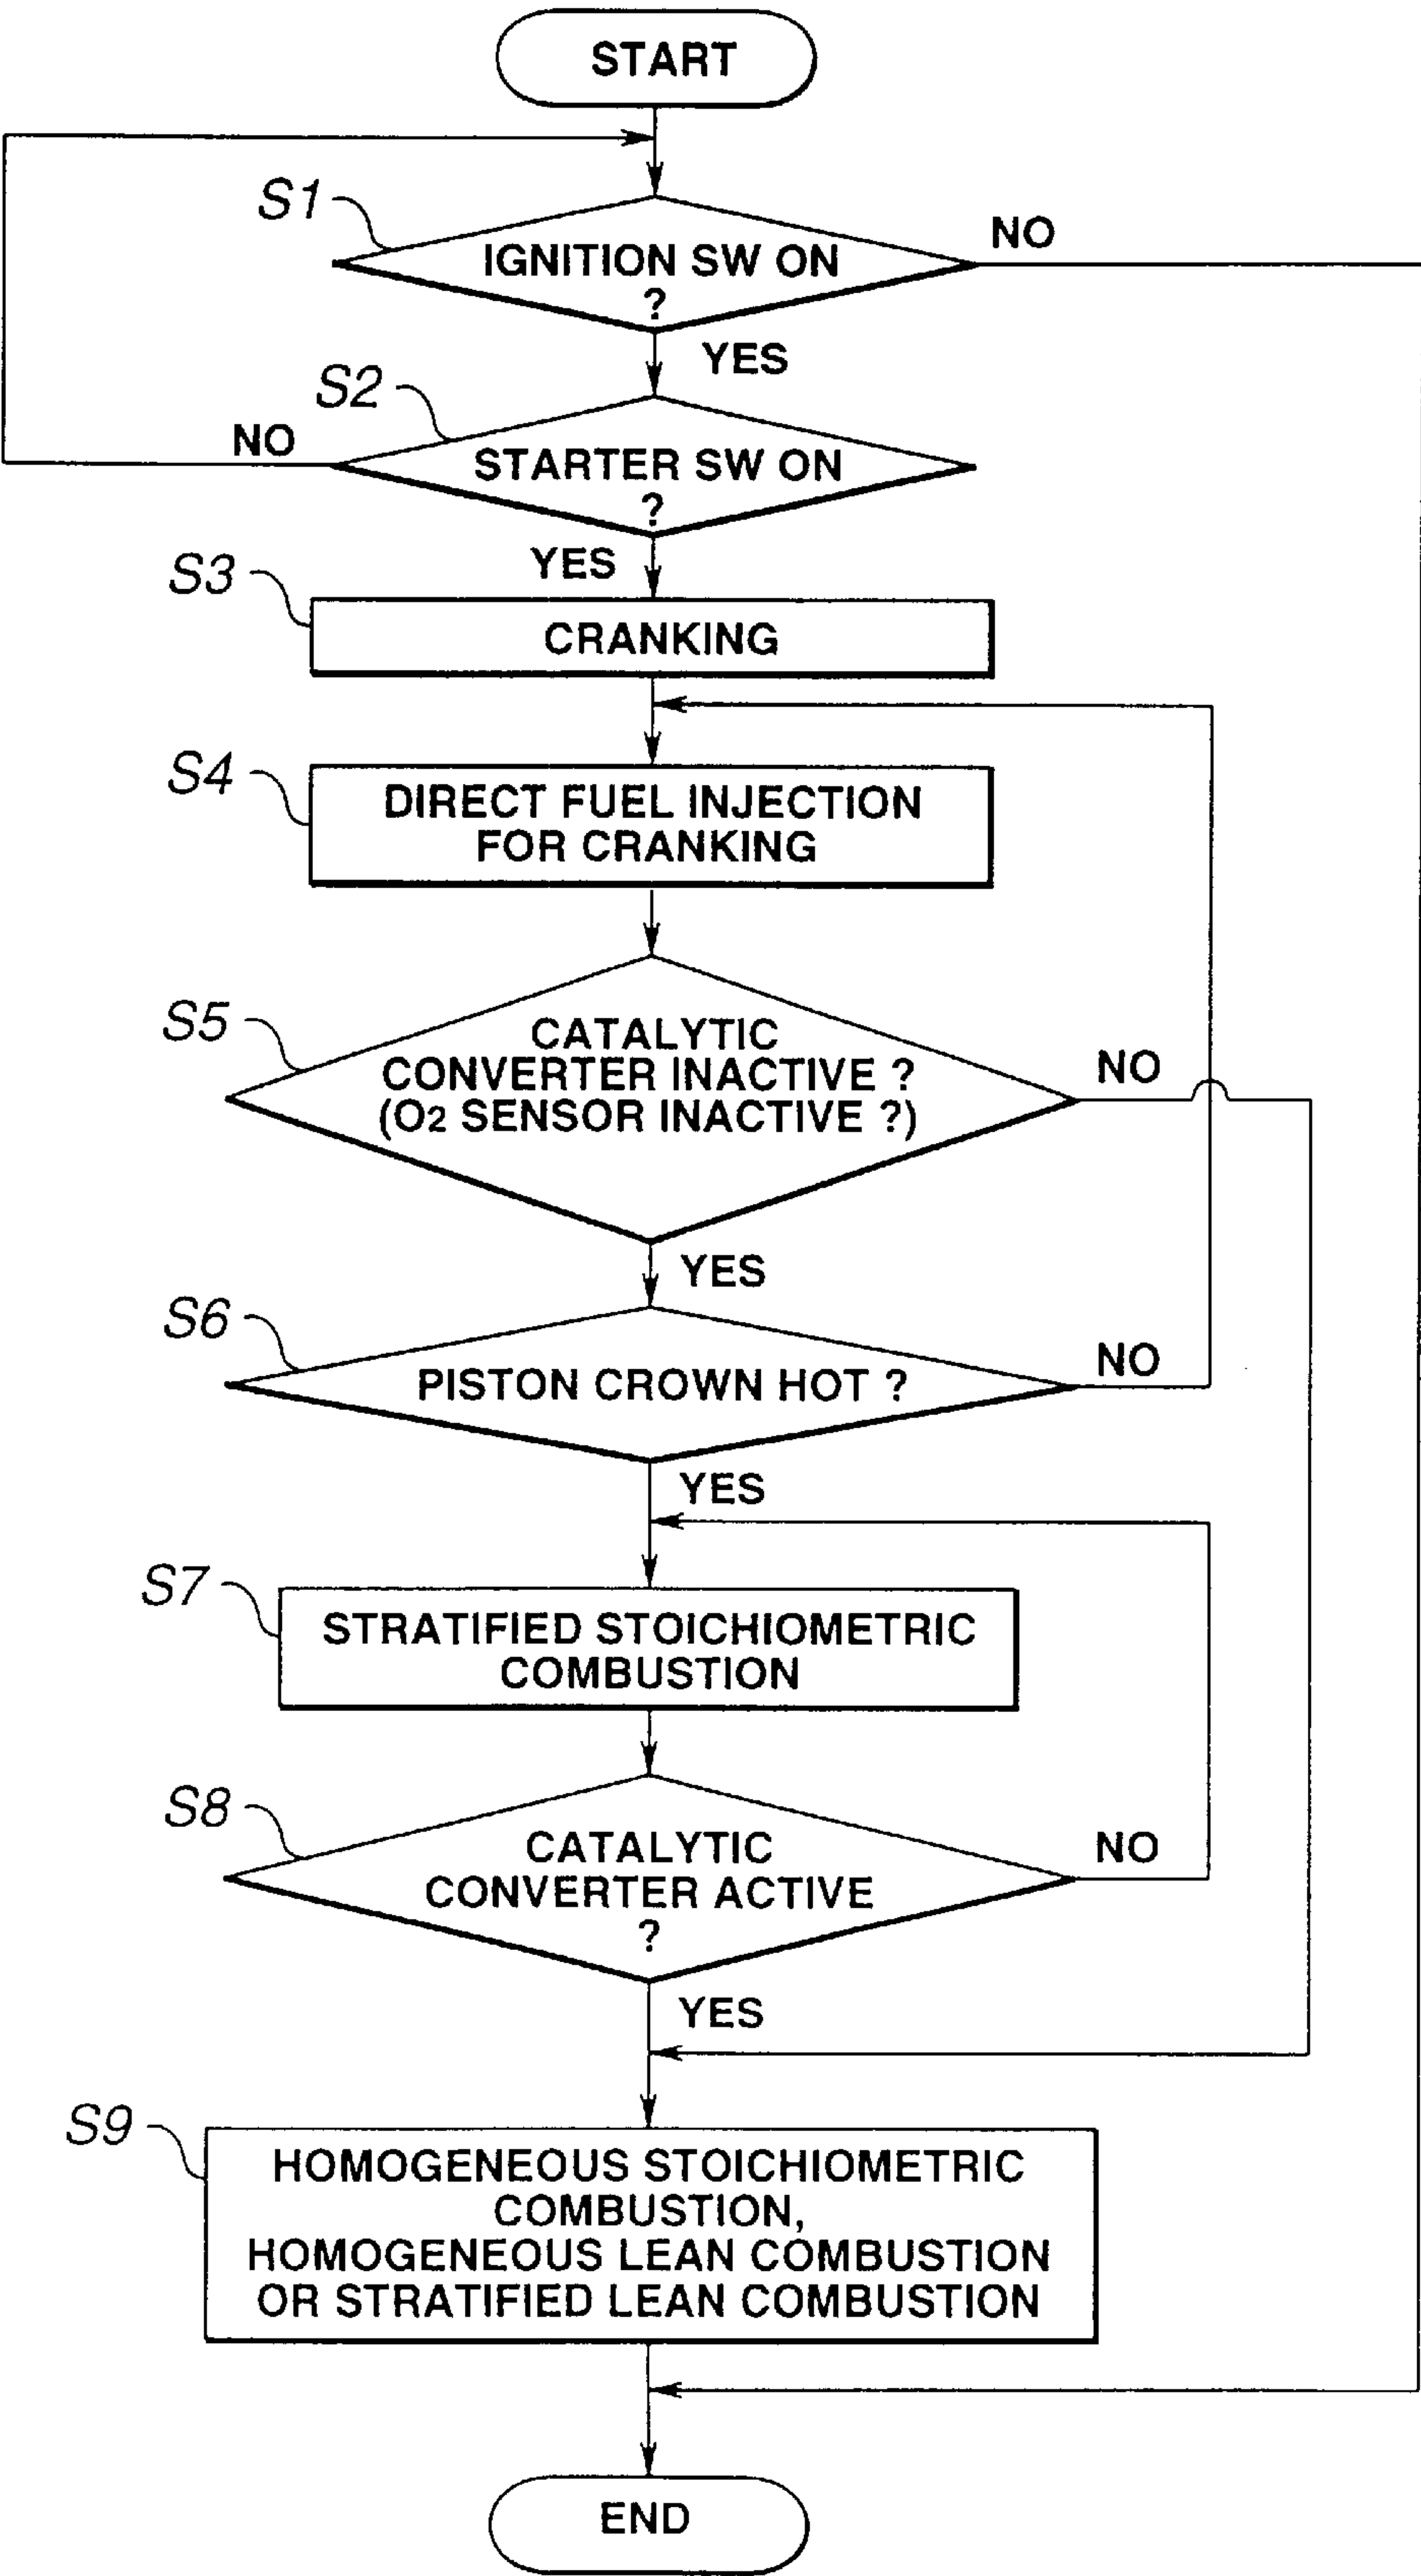 START
S1
IGNITION SW ON
?
NO
YES
S2
STARTER SW ON
?
NO
YES
S3
CRANKING
S4
DIRECT FUEL INJECTION
FOR CRANKING
S5
CATALYTIC
CONVERTER INACTIVE ?
(O2 SENSOR INACTIVE ?)
NO
YES
S6
PISTON CROWN HOT ?
NO
YES
S7
STRATIFIED STOICHIOMETRIC
COMBUSTION
S8
CATALYTIC
CONVERTER ACTIVE
?
NO
YES
S9
HOMOGENEOUS STOICHIOMETRIC
COMBUSTION,
HOMOGENEOUS LEAN COMBUSTION
OR STRATIFIED LEAN COMBUSTION
END